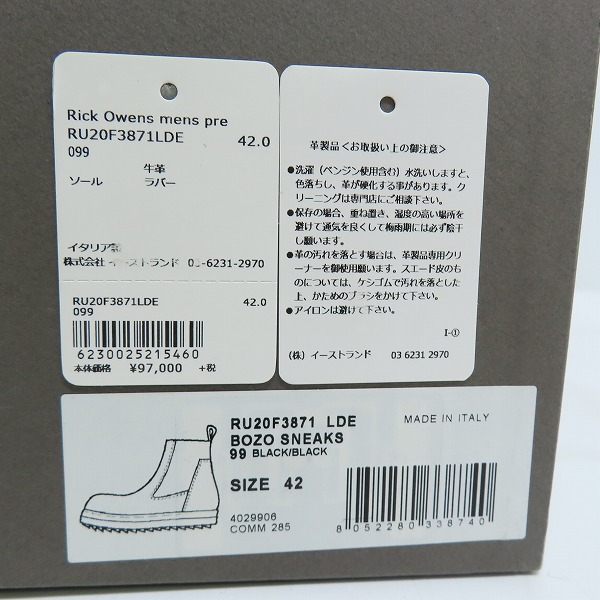 Rick Owens mens pre
RU20F3871LDE 42.0
099
牛革
ソール ラバー
イタリア製
株式会社 イーストランド 03-6231-2970
RU20F3871LDE 42.0
099
6230025215460
本体価格 ¥97,000 +税
革製品<お取扱い上の御注意>
●洗濯(ベンジン使用含む)水洗いしますと、
色落ちし、革が硬化する事があります。ク
リーニングは専門店にご相談下さい。
●保存の場合、重ね置き、湿度の高い場所を
避けて通気を良くして梅雨期には必ず陰干
し願います。
●革の汚れを落とす場合は、革製品専用クリ
ーナーを御使用願います。スエード皮のも
のについては、ケシゴムで汚れを落とした
上、かためのブラシをかけて下さい。
●アイロンは避けて下さい。
I-①
(株) イーストランド 03 6231 2970
RU20F3871 LDE
BOZO SNEAKS
99 BLACK/BLACK
MADE IN ITALY
SIZE 42
4029906
COMM 285
8 052280 338740